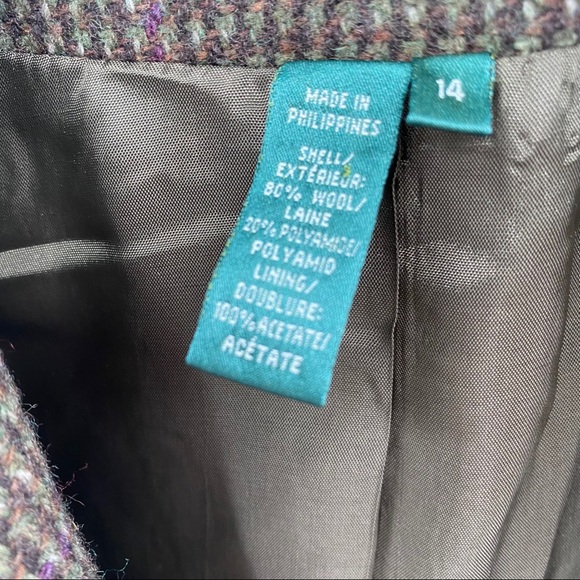 MADE IN
PHILIPPINES
SHELL/
EXTÉRIEUR:
80% WOOL/
LAINE
20% POLYAMIDE/
POLYAMID
LINING/
DOUBLURE:
100% ACETATE/
ACÉTATE
14